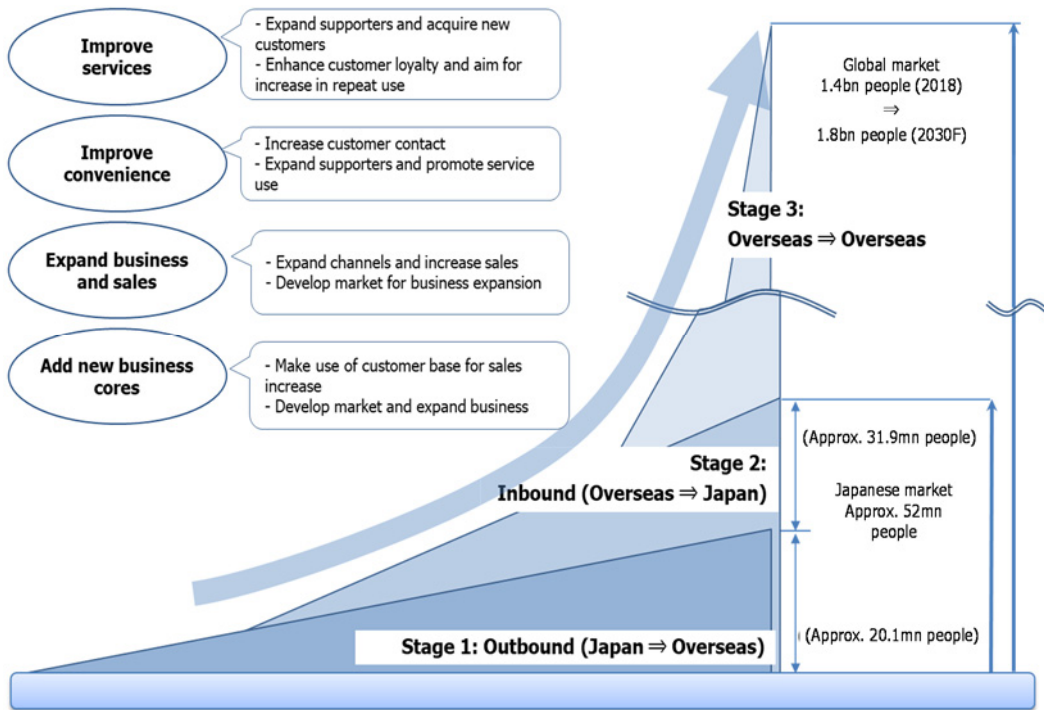 Improve
services
- Expand supporters and acquire new
customers
- Enhance customer loyalty and aim for
increase in repeat use
Improve
convenience
- Increase customer contact
- Expand supporters and promote service
use
Expand business
and sales
- Expand channels and increase sales
- Develop market for business expansion
Add new business
cores
- Make use of customer base for sales
increase
- Develop market and expand business
Global market
1.4bn people (2018)
⇒
1.8bn people (2030F)
Stage 3:
Overseas ⇒ Overseas
(Approx. 31.9mn people)
Stage 2:
Inbound (Overseas ⇒ Japan)
Japanese market
Approx. 52mn
people
Stage 1: Outbound (Japan ⇒ Overseas)
(Approx. 20.1mn people)